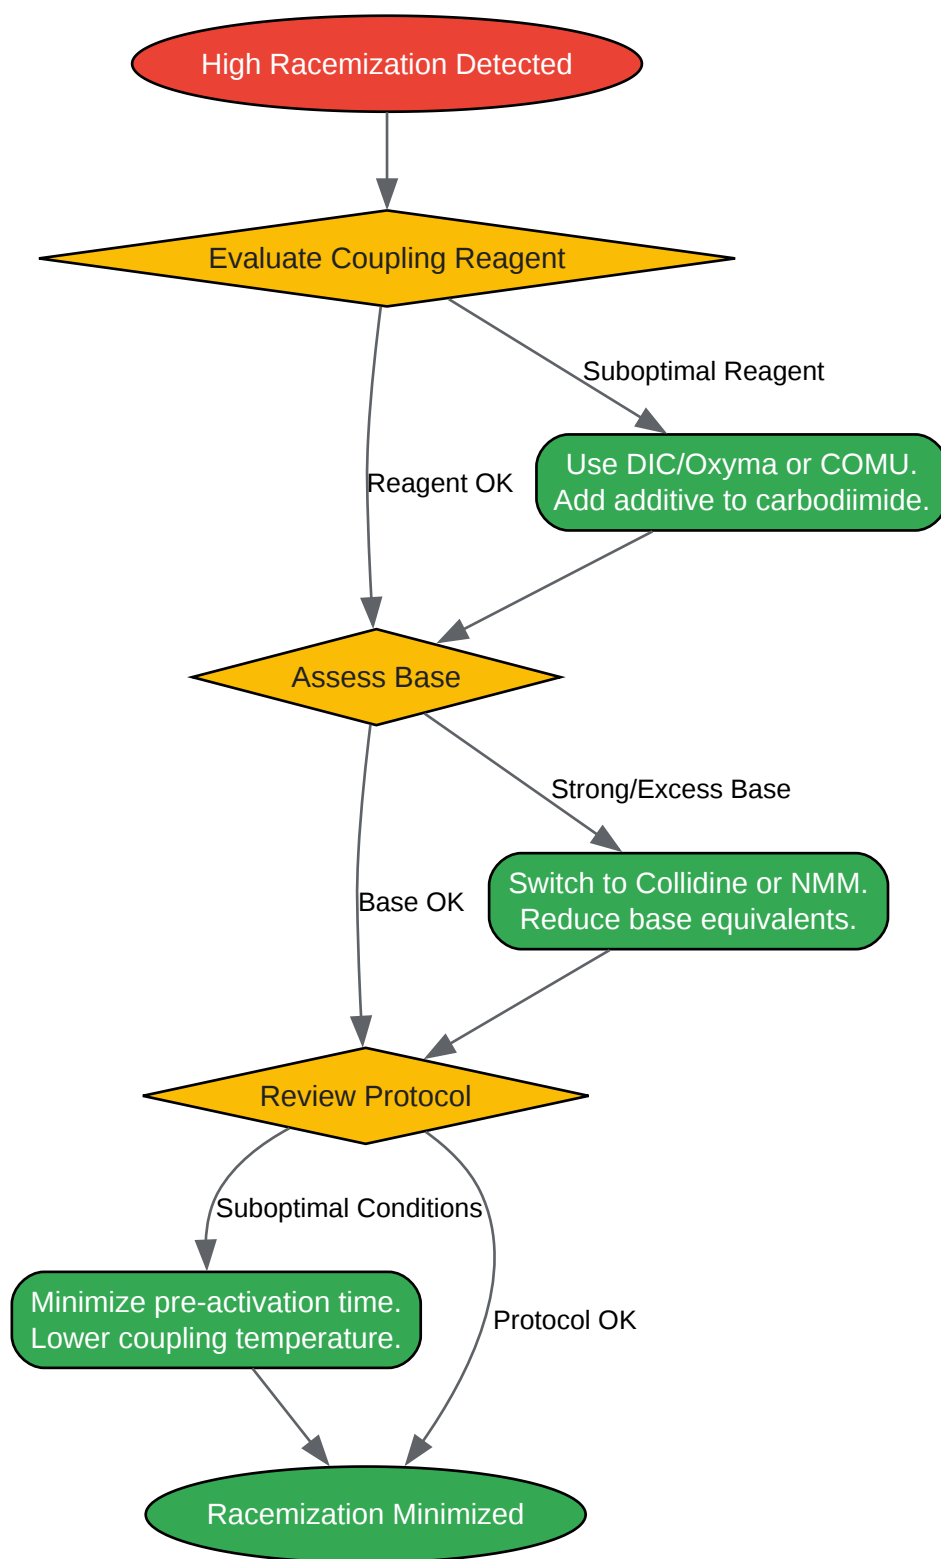 High Racemization Detected
Evaluate Coupling Reagent
Suboptimal Reagent
Use DIC/Oxyma or COMU.
Add additive to carbodiimide.
Reagent OK
Assess Base
Strong/Excess Base
Switch to Collidine or NMM.
Reduce base equivalents.
Base OK
Review Protocol
Suboptimal Conditions
Minimize pre-activation time.
Lower coupling temperature.
Protocol OK
Racemization Minimized